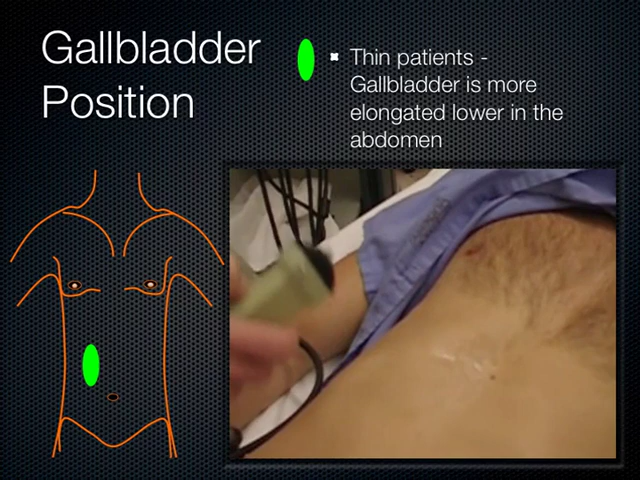 Gallbladder
Position
Thin patients -
Gallbladder is more
elongated lower in the
abdomen